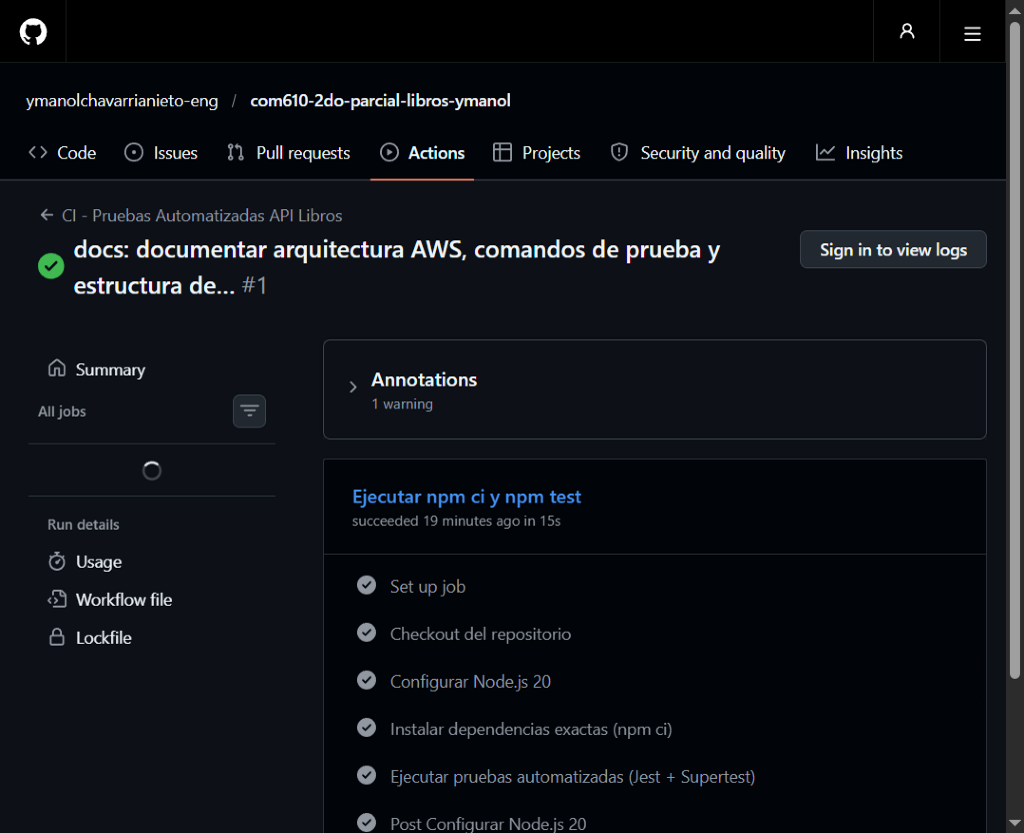 ymanolchavarrianieto-eng / com610-2do-parcial-libros-ymanol
Code Issues Pull requests Actions Projects Security and quality Insights
CI - Pruebas Automatizadas API Libros
docs: documentar arquitectura AWS, comandos de prueba y
estructura de... #1
Sign in to view logs
Summary
All jobs
Run details
Usage
Workflow file
Lockfile
Annotations
1 warning
Ejecutar npm ci y npm test
succeeded 19 minutes ago in 15s
Set up job
Checkout del repositorio
Configurar Node.js 20
Instalar dependencias exactas (npm ci)
Ejecutar pruebas automatizadas (Jest + Supertest)
Post Configurar Node.js 20